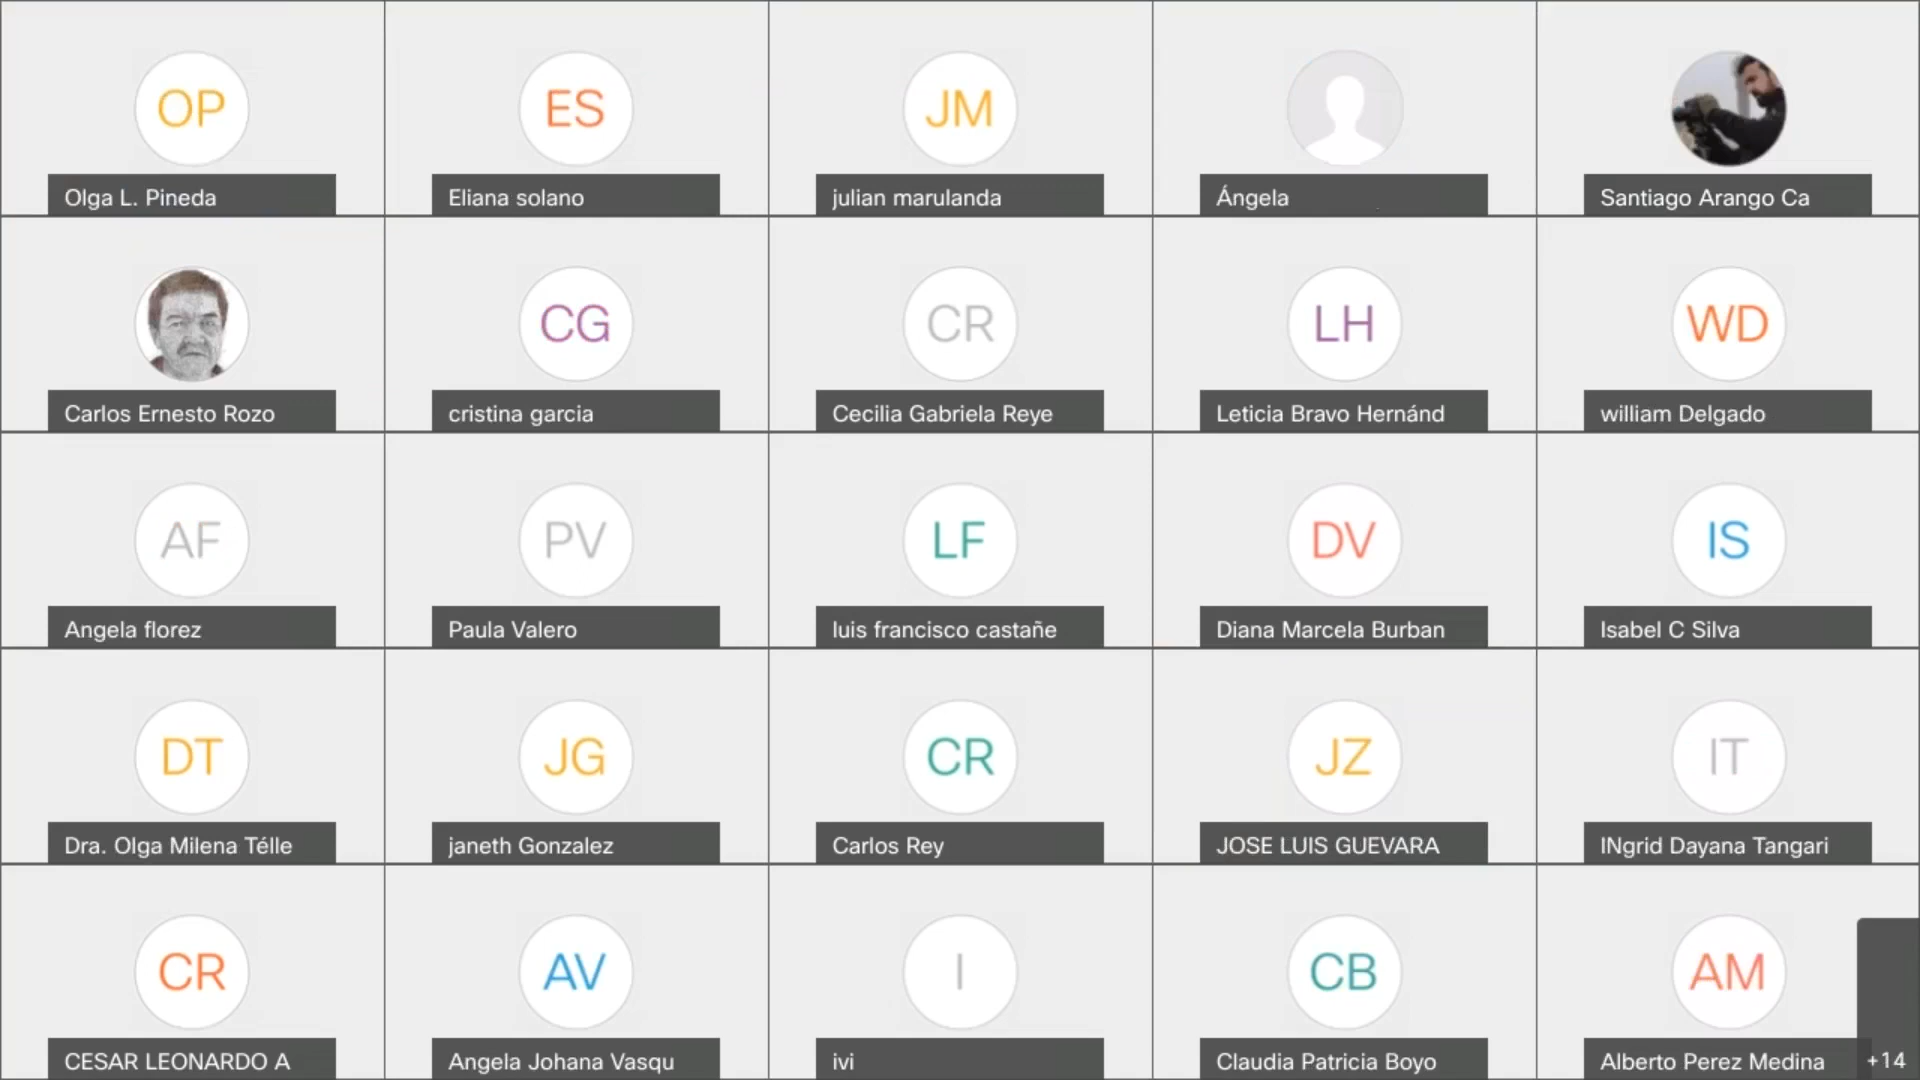 OP
Olga L. Pineda
ES
Eliana solano
JM
julian marulanda
Ángela
Santiago Arango Ca
Carlos Ernesto Rozo
CG
cristina garcia
CR
Cecilia Gabriela Reye
LH
Leticia Bravo Hernánd
WD
william Delgado
AF
Angela florez
PV
Paula Valero
LF
luis francisco castañe
DV
Diana Marcela Burban
IS
Isabel C Silva
DT
Dra. Olga Milena Télle
JG
janeth Gonzalez
CR
Carlos Rey
JZ
JOSE LUIS GUEVARA
IT
INgrid Dayana Tangari
CR
CESAR LEONARDO A
AV
Angela Johana Vasqu
I
ivi
CB
Claudia Patricia Boyo
AM
Alberto Perez Medina
+14